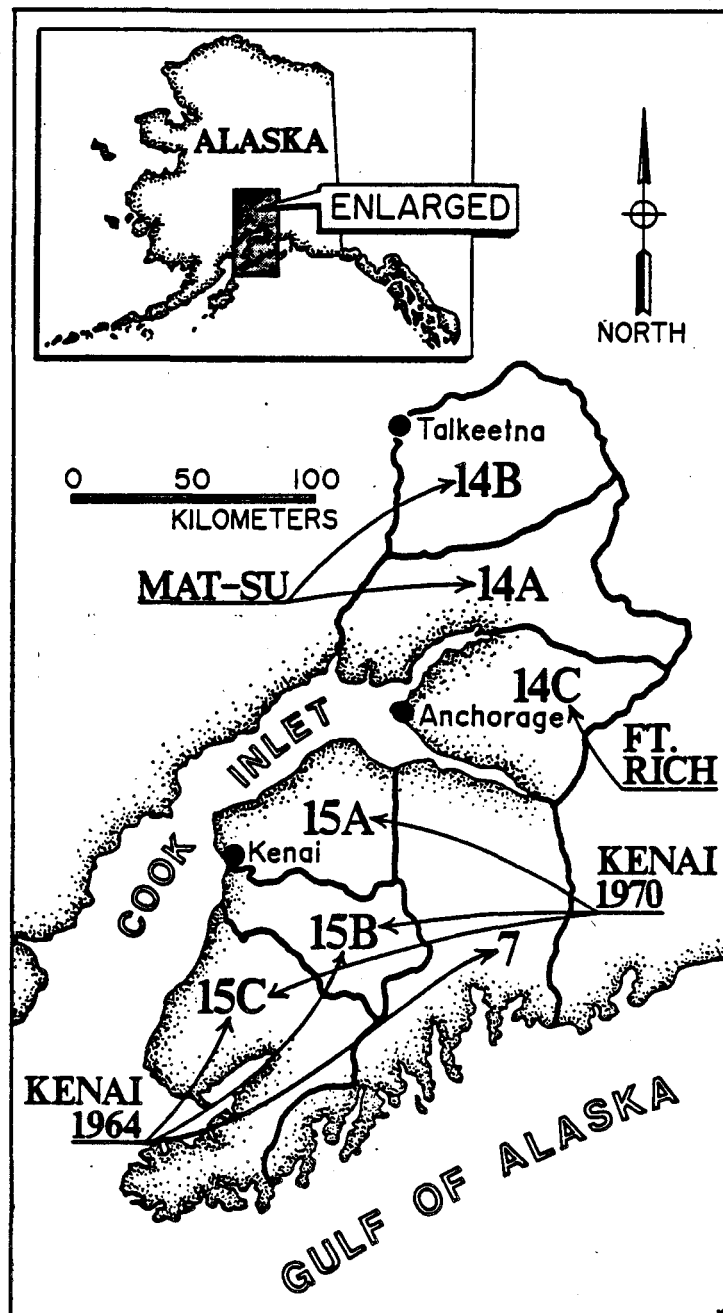 ALASKA
ENLARGED
NORTH
Talkeetna
14B
0 50 100
KILOMETERS
MAT-SU
14A
14C
Anchorage
FT.
RICH
COOK INLET
15A
Kenai
KENAI
1970
15B
7
15C
KENAI
1964
GULF OF ALASKA